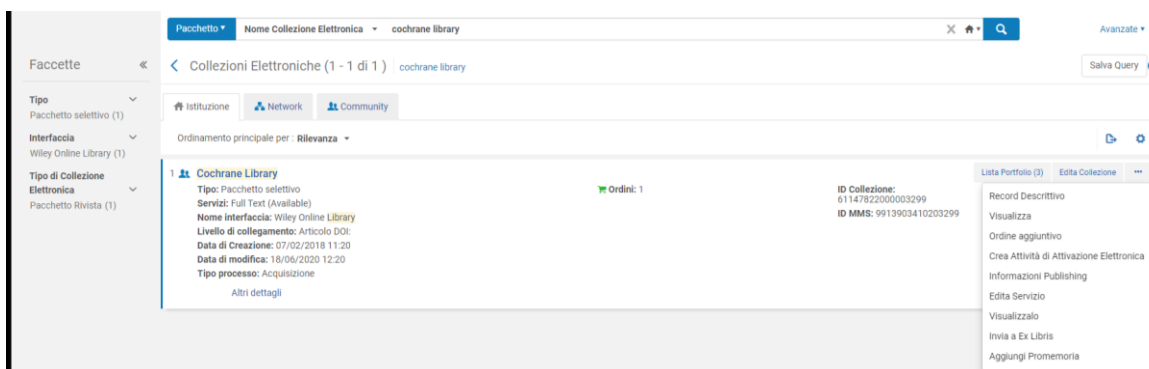 Pacchetto Nome Collezione Elettronica cochrane library Avanzate
Faccette
Collezioni Elettroniche (1 - 1 di 1 ) cochrane library Salva Query
Tipo
Pacchetto selettivo (1)
Interfaccia
Wiley Online Library (1)
Tipo di Collezione
Elettronica
Pacchetto Rivista (1)
Istituzione Network Community
Ordinamento principale per : Rilevanza
1 Cochrane Library
Tipo: Pacchetto selettivo
Servizi: Full Text (Available)
Nome interfaccia: Wiley Online Library
Livello di collegamento: Articolo DOI:
Data di Creazione: 07/02/2018 11:20
Data di modifica: 18/06/2020 12:20
Tipo processo: Acquisizione
Altri dettagli
Ordini: 1
ID Collezione:
61147822000003299
ID MMS: 9913903410203299
Lista Portfolio (3) Edita Collezione
Record Descrittivo
Visualizza
Ordine aggiuntivo
Crea Attività di Attivazione Elettronica
Informazioni Publishing
Edita Servizio
Visualizzalo
Invia a Ex Libris
Aggiungi Promemoria